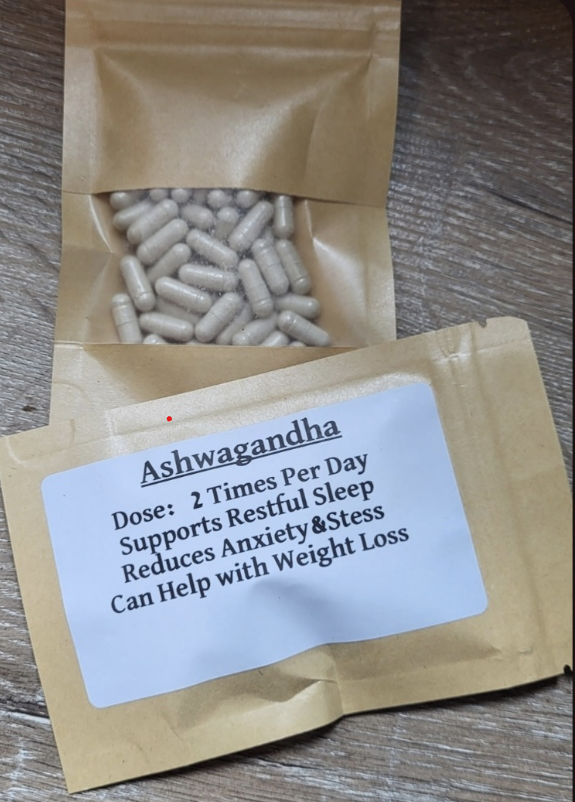 Ashwagandha
Dose: 2 Times Per Day
Supports Restful Sleep
Reduces Anxiety&Stess
Can Help with Weight Loss